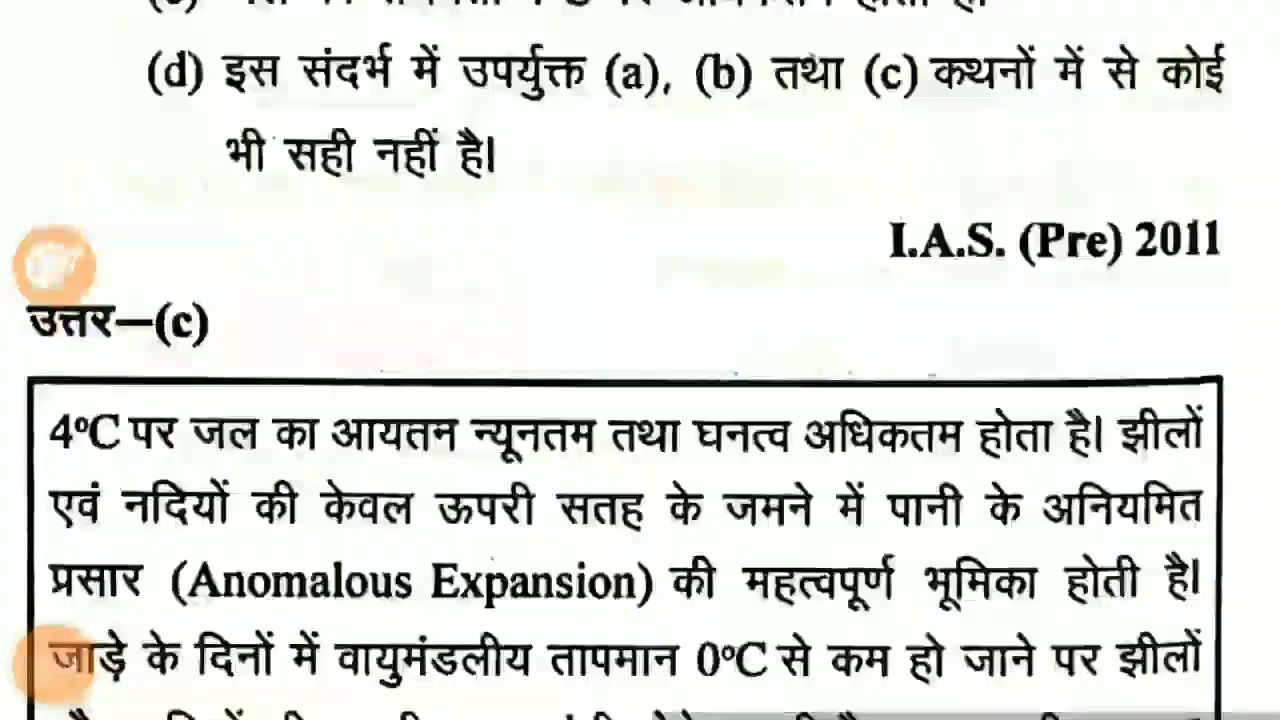 (d) इस संदर्भ में उपर्युक्त (a), (b) तथा (c) कथनों में से कोई
भी सही नहीं है।
I.A.S. (Pre) 2011
उत्तर—(c)
4°C पर जल का आयतन न्यूनतम तथा घनत्व अधिकतम होता है। झीलों
एवं नदियों की केवल ऊपरी सतह के जमने में पानी के अनियमित
प्रसार (Anomalous Expansion) की महत्वपूर्ण भूमिका होती है।
जाड़े के दिनों में वायुमंडलीय तापमान 0°C से कम हो जाने पर झीलों